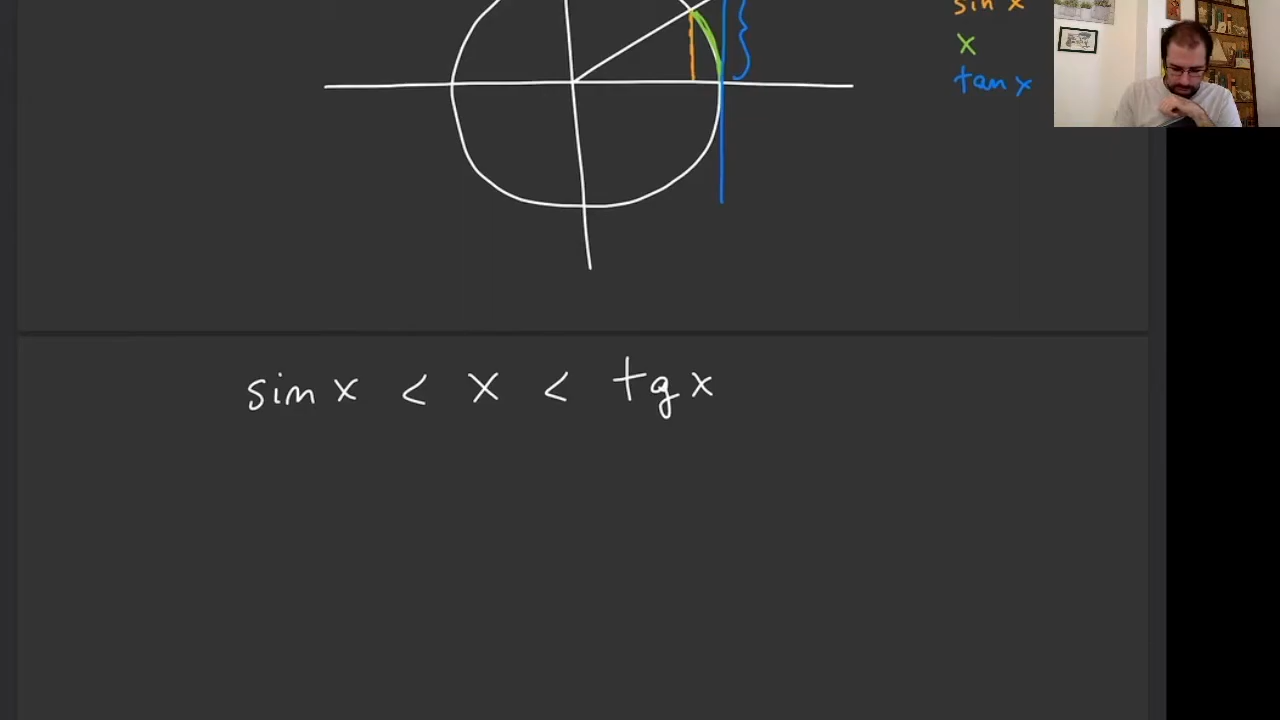 sin x
x
tan x
sin x < x < tg x